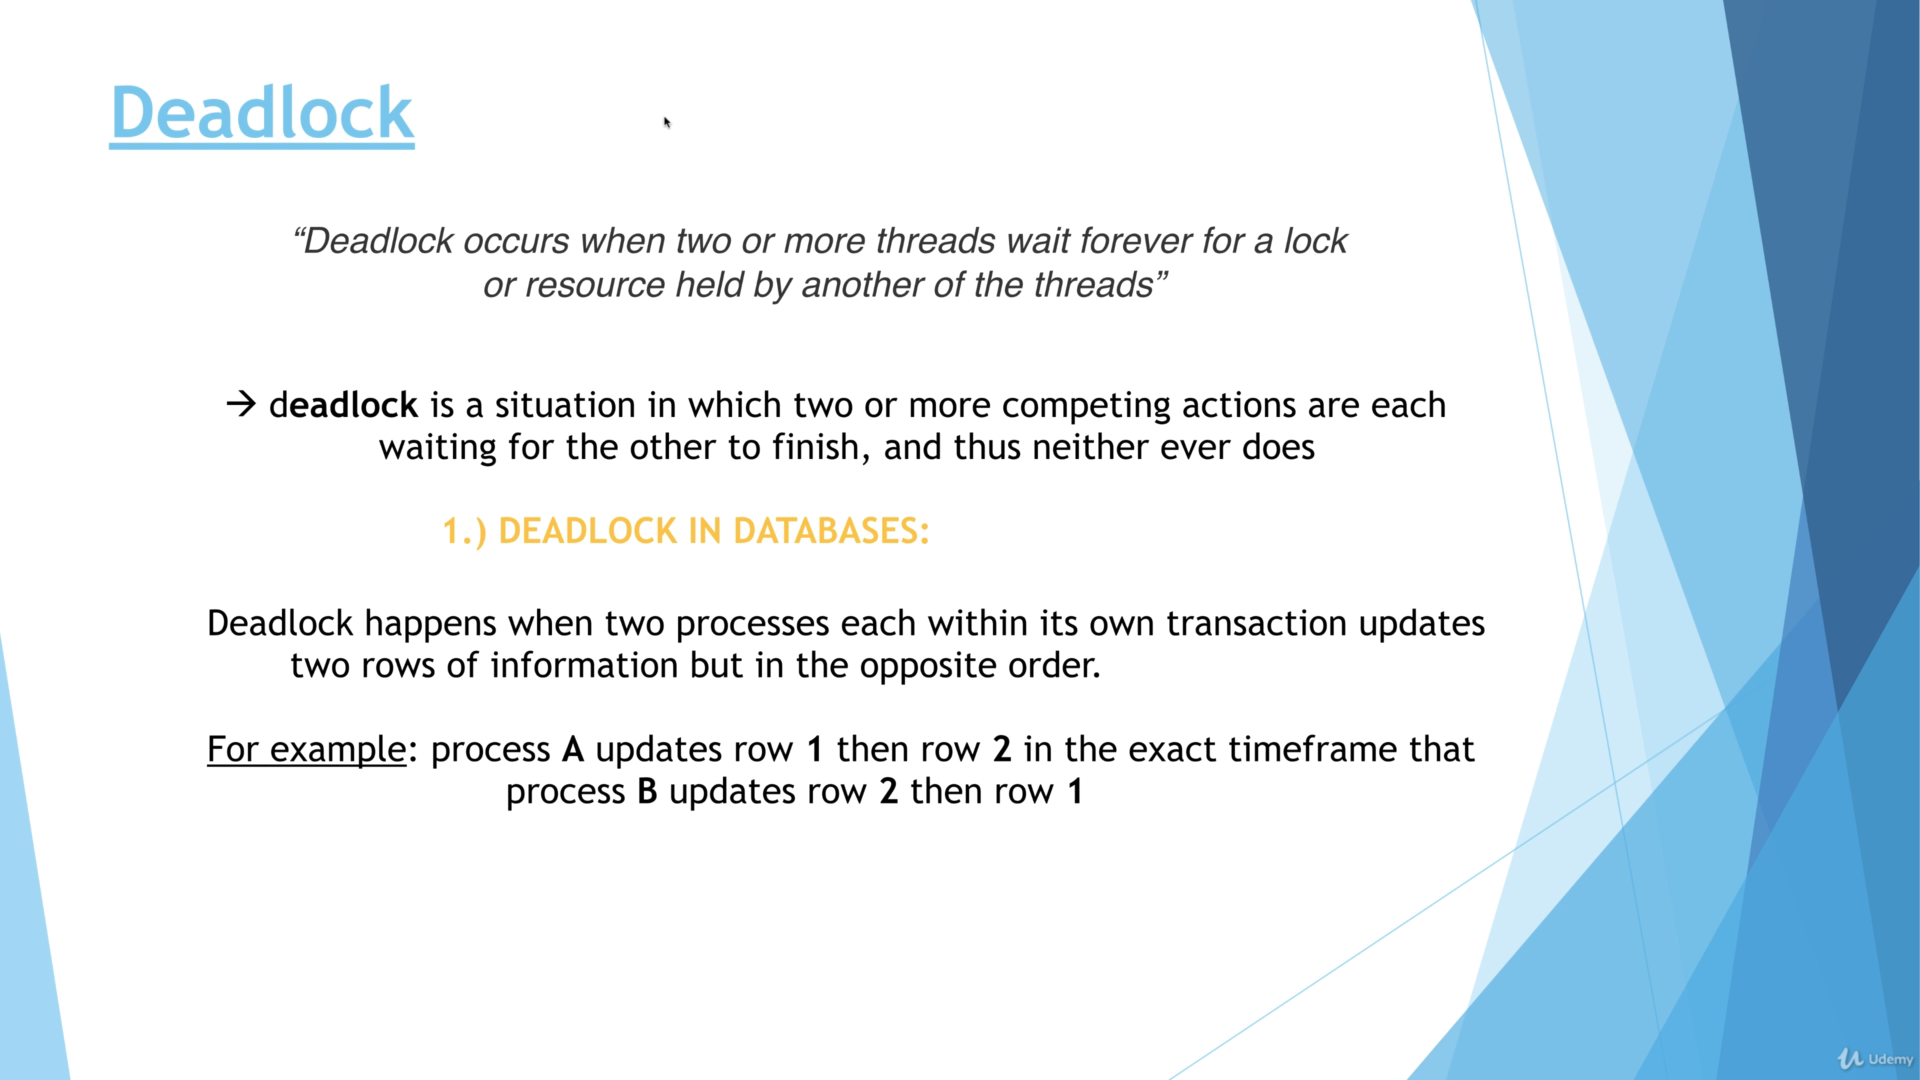 Deadlock
“Deadlock occurs when two or more threads wait forever for a lock
or resource held by another of the threads”
→ deadlock is a situation in which two or more competing actions are each
waiting for the other to finish, and thus neither ever does
1.) DEADLOCK IN DATABASES:
Deadlock happens when two processes each within its own transaction updates
two rows of information but in the opposite order.
For example: process A updates row 1 then row 2 in the exact timeframe that
process B updates row 2 then row 1
Udemy